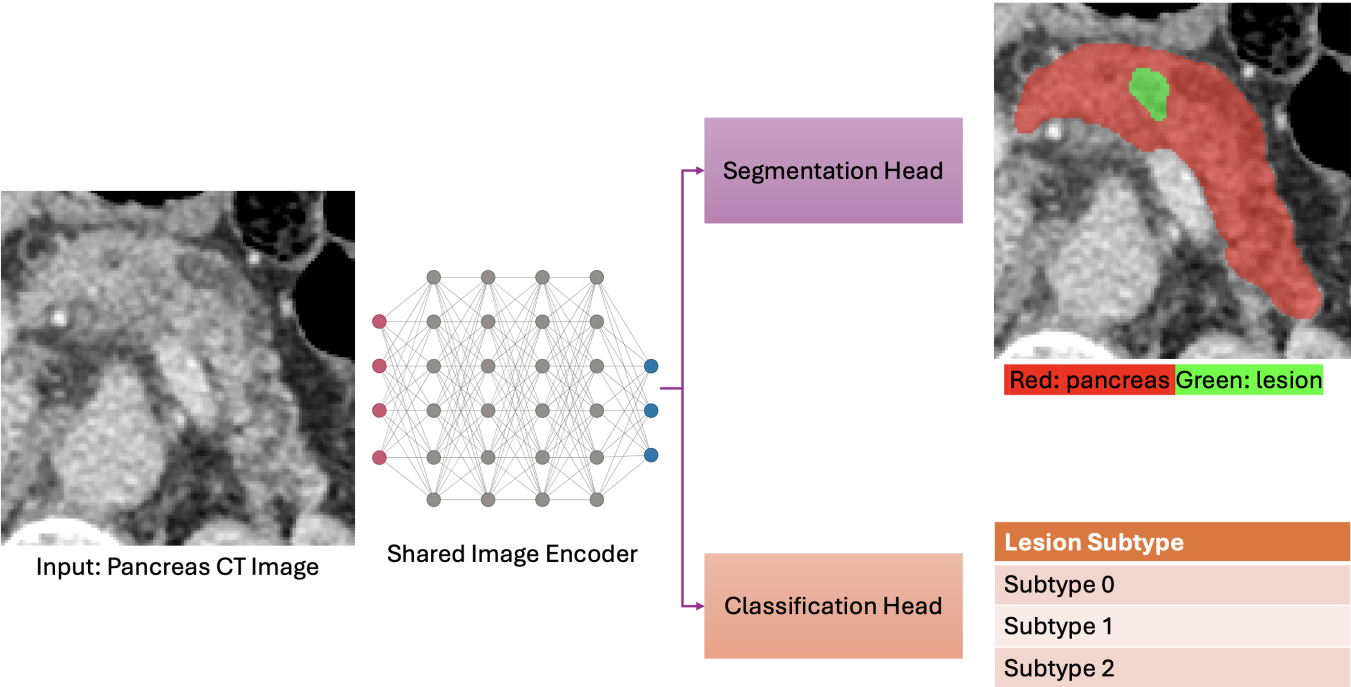 Input: Pancreas CT Image
Shared Image Encoder
Segmentation Head
Classification Head
Red: pancreas Green: lesion
Lesion Subtype
Subtype 0
Subtype 1
Subtype 2